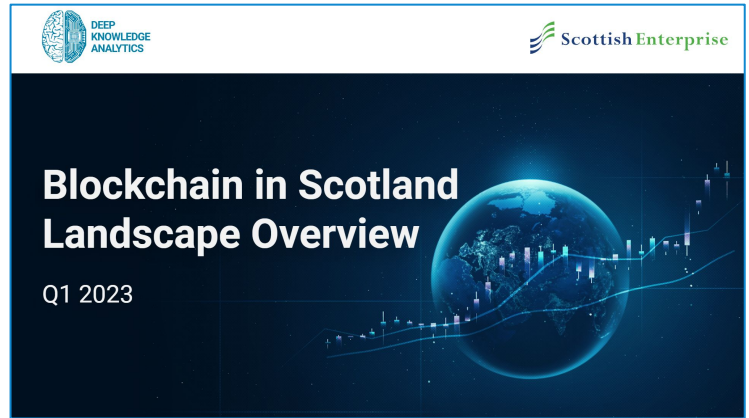 DEEP
KNOWLEDGE
ANALYTICS
Scottish Enterprise
Blockchain in Scotland
Landscape Overview
Q1 2023